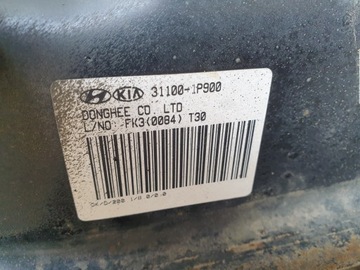 KIA 31100-1P900
DONGHEE CO. LTD
L/NO: FK3(0084) T30